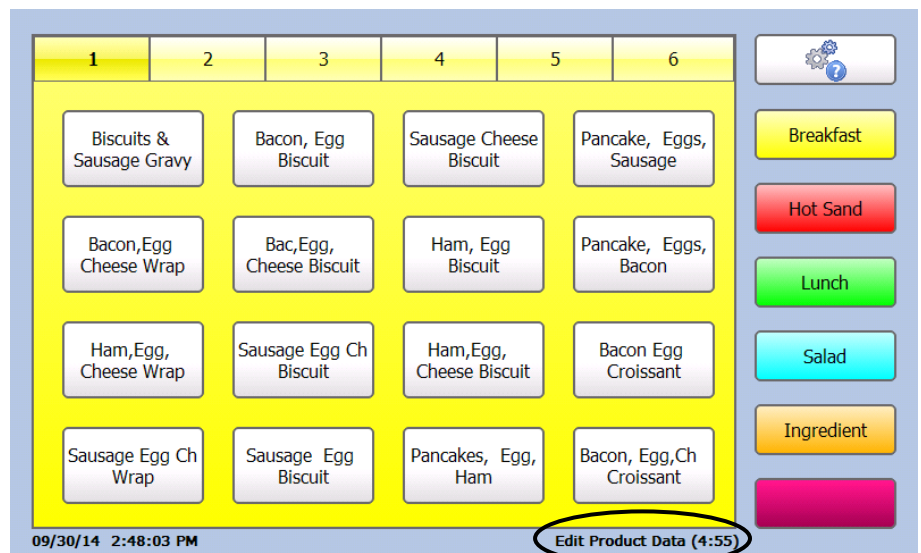 1 2 3 4 5 6
Biscuits &
Sausage Gravy
Bacon, Egg
Biscuit
Sausage Cheese
Biscuit
Pancake, Eggs,
Sausage
Bacon,Egg
Cheese Wrap
Bac,Egg,
Cheese Biscuit
Ham, Egg
Biscuit
Pancake, Eggs,
Bacon
Ham,Egg,
Cheese Wrap
Sausage Egg Ch
Biscuit
Ham,Egg,
Cheese Biscuit
Bacon Egg
Croissant
Sausage Egg Ch
Wrap
Sausage Egg
Biscuit
Pancakes, Egg,
Ham
Bacon, Egg,Ch
Croissant
?
Breakfast
Hot Sand
Lunch
Salad
Ingredient
09/30/14 2:48:03 PM
Edit Product Data (4:55)